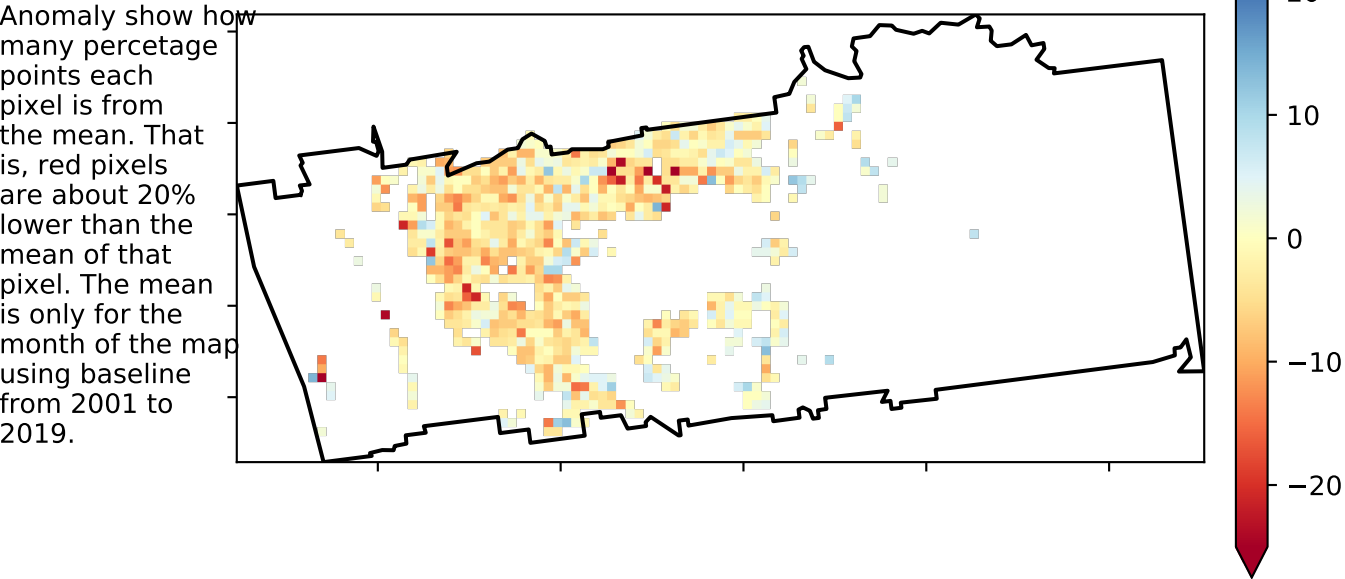 Anomaly show how
many percetage
points each
pixel is from
the mean. That
is, red pixels
are about 20%
lower than the
mean of that
pixel. The mean
is only for the
month of the map
using baseline
from 2001 to
2019.
10
0
−10
−20